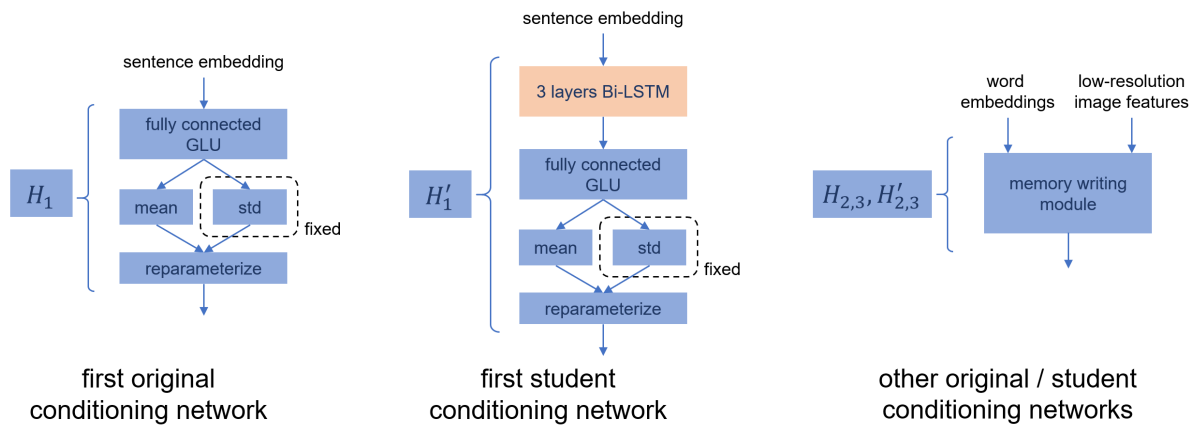 sentence embedding
fully connected
GLU
H₁
mean
std
fixed
reparameterize
first original
conditioning network
sentence embedding
3 layers Bi-LSTM
fully connected
GLU
H₁′
mean
std
fixed
reparameterize
first student
conditioning network
word
embeddings
low-resolution
image features
H₂,₃, H′₂,₃
memory writing
module
other original / student
conditioning networks